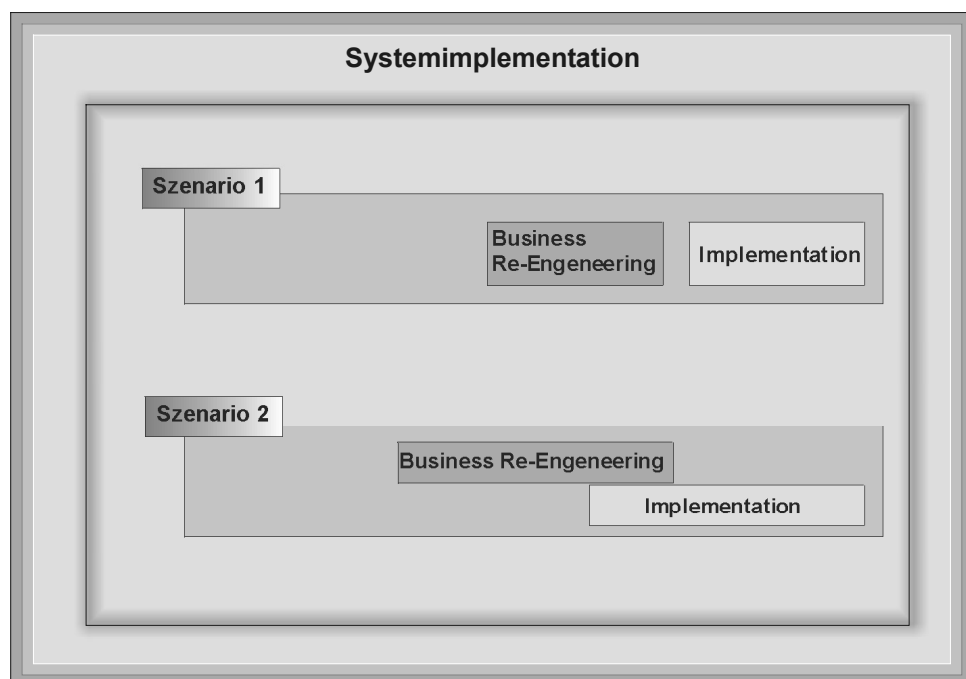 Systemimplementation
Szenario 1
Business
Re-Engeneering
Implementation
Szenario 2
Business Re-Engeneering
Implementation